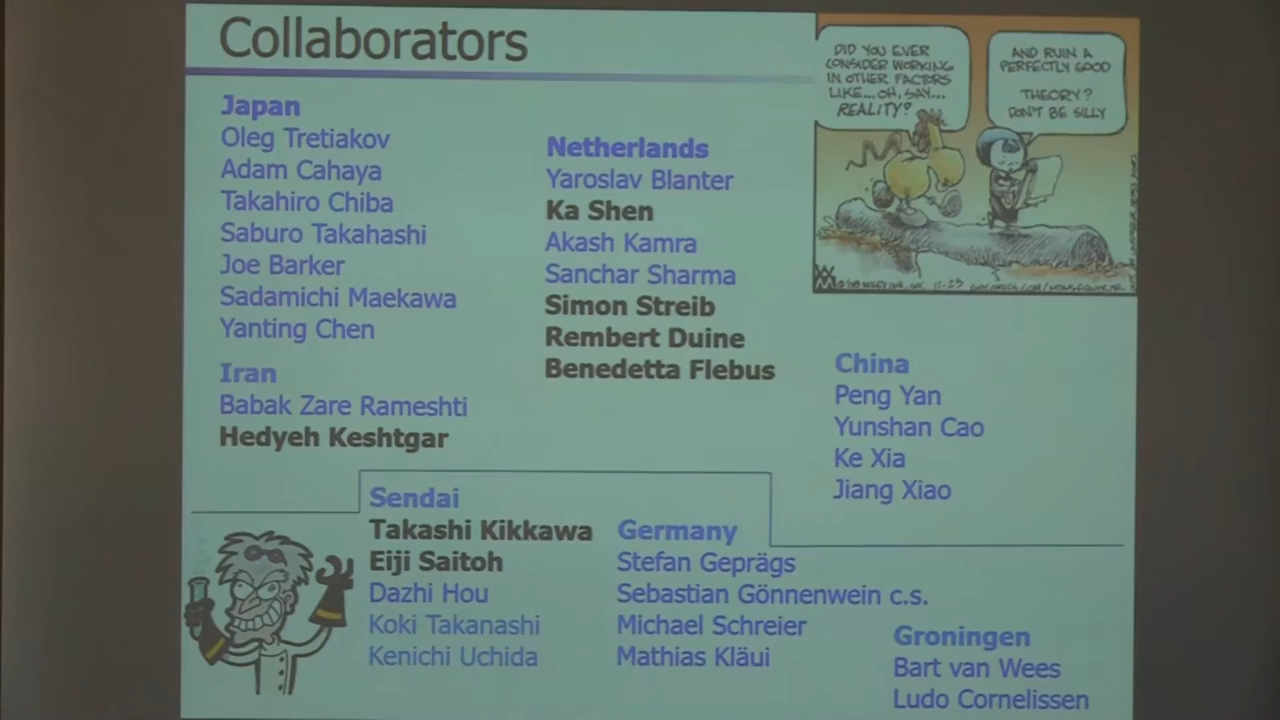 Collaborators
DID YOU EVER
CONSIDER WORKING
IN OTHER FACTORS
LIKE...OH, SAY...
REALITY?
AND RUIN A
PERFECTLY GOOD
THEORY?
DON'T BE SILLY
Japan
Oleg Tretiakov
Adam Cahaya
Takahiro Chiba
Saburo Takahashi
Joe Barker
Sadamichi Maekawa
Yanting Chen
Iran
Babak Zare Rameshti
Hedyeh Keshtgar
Netherlands
Yaroslav Blanter
Ka Shen
Akash Kamra
Sanchar Sharma
Simon Streib
Rembert Duine
Benedetta Flebus
China
Peng Yan
Yunshan Cao
Ke Xia
Jiang Xiao
Sendai
Takashi Kikkawa
Eiji Saitoh
Dazhi Hou
Koki Takanashi
Kenichi Uchida
Germany
Stefan Geprägs
Sebastian Gönnenwein c.s.
Michael Schreier
Mathias Kläui
Groningen
Bart van Wees
Ludo Cornelissen